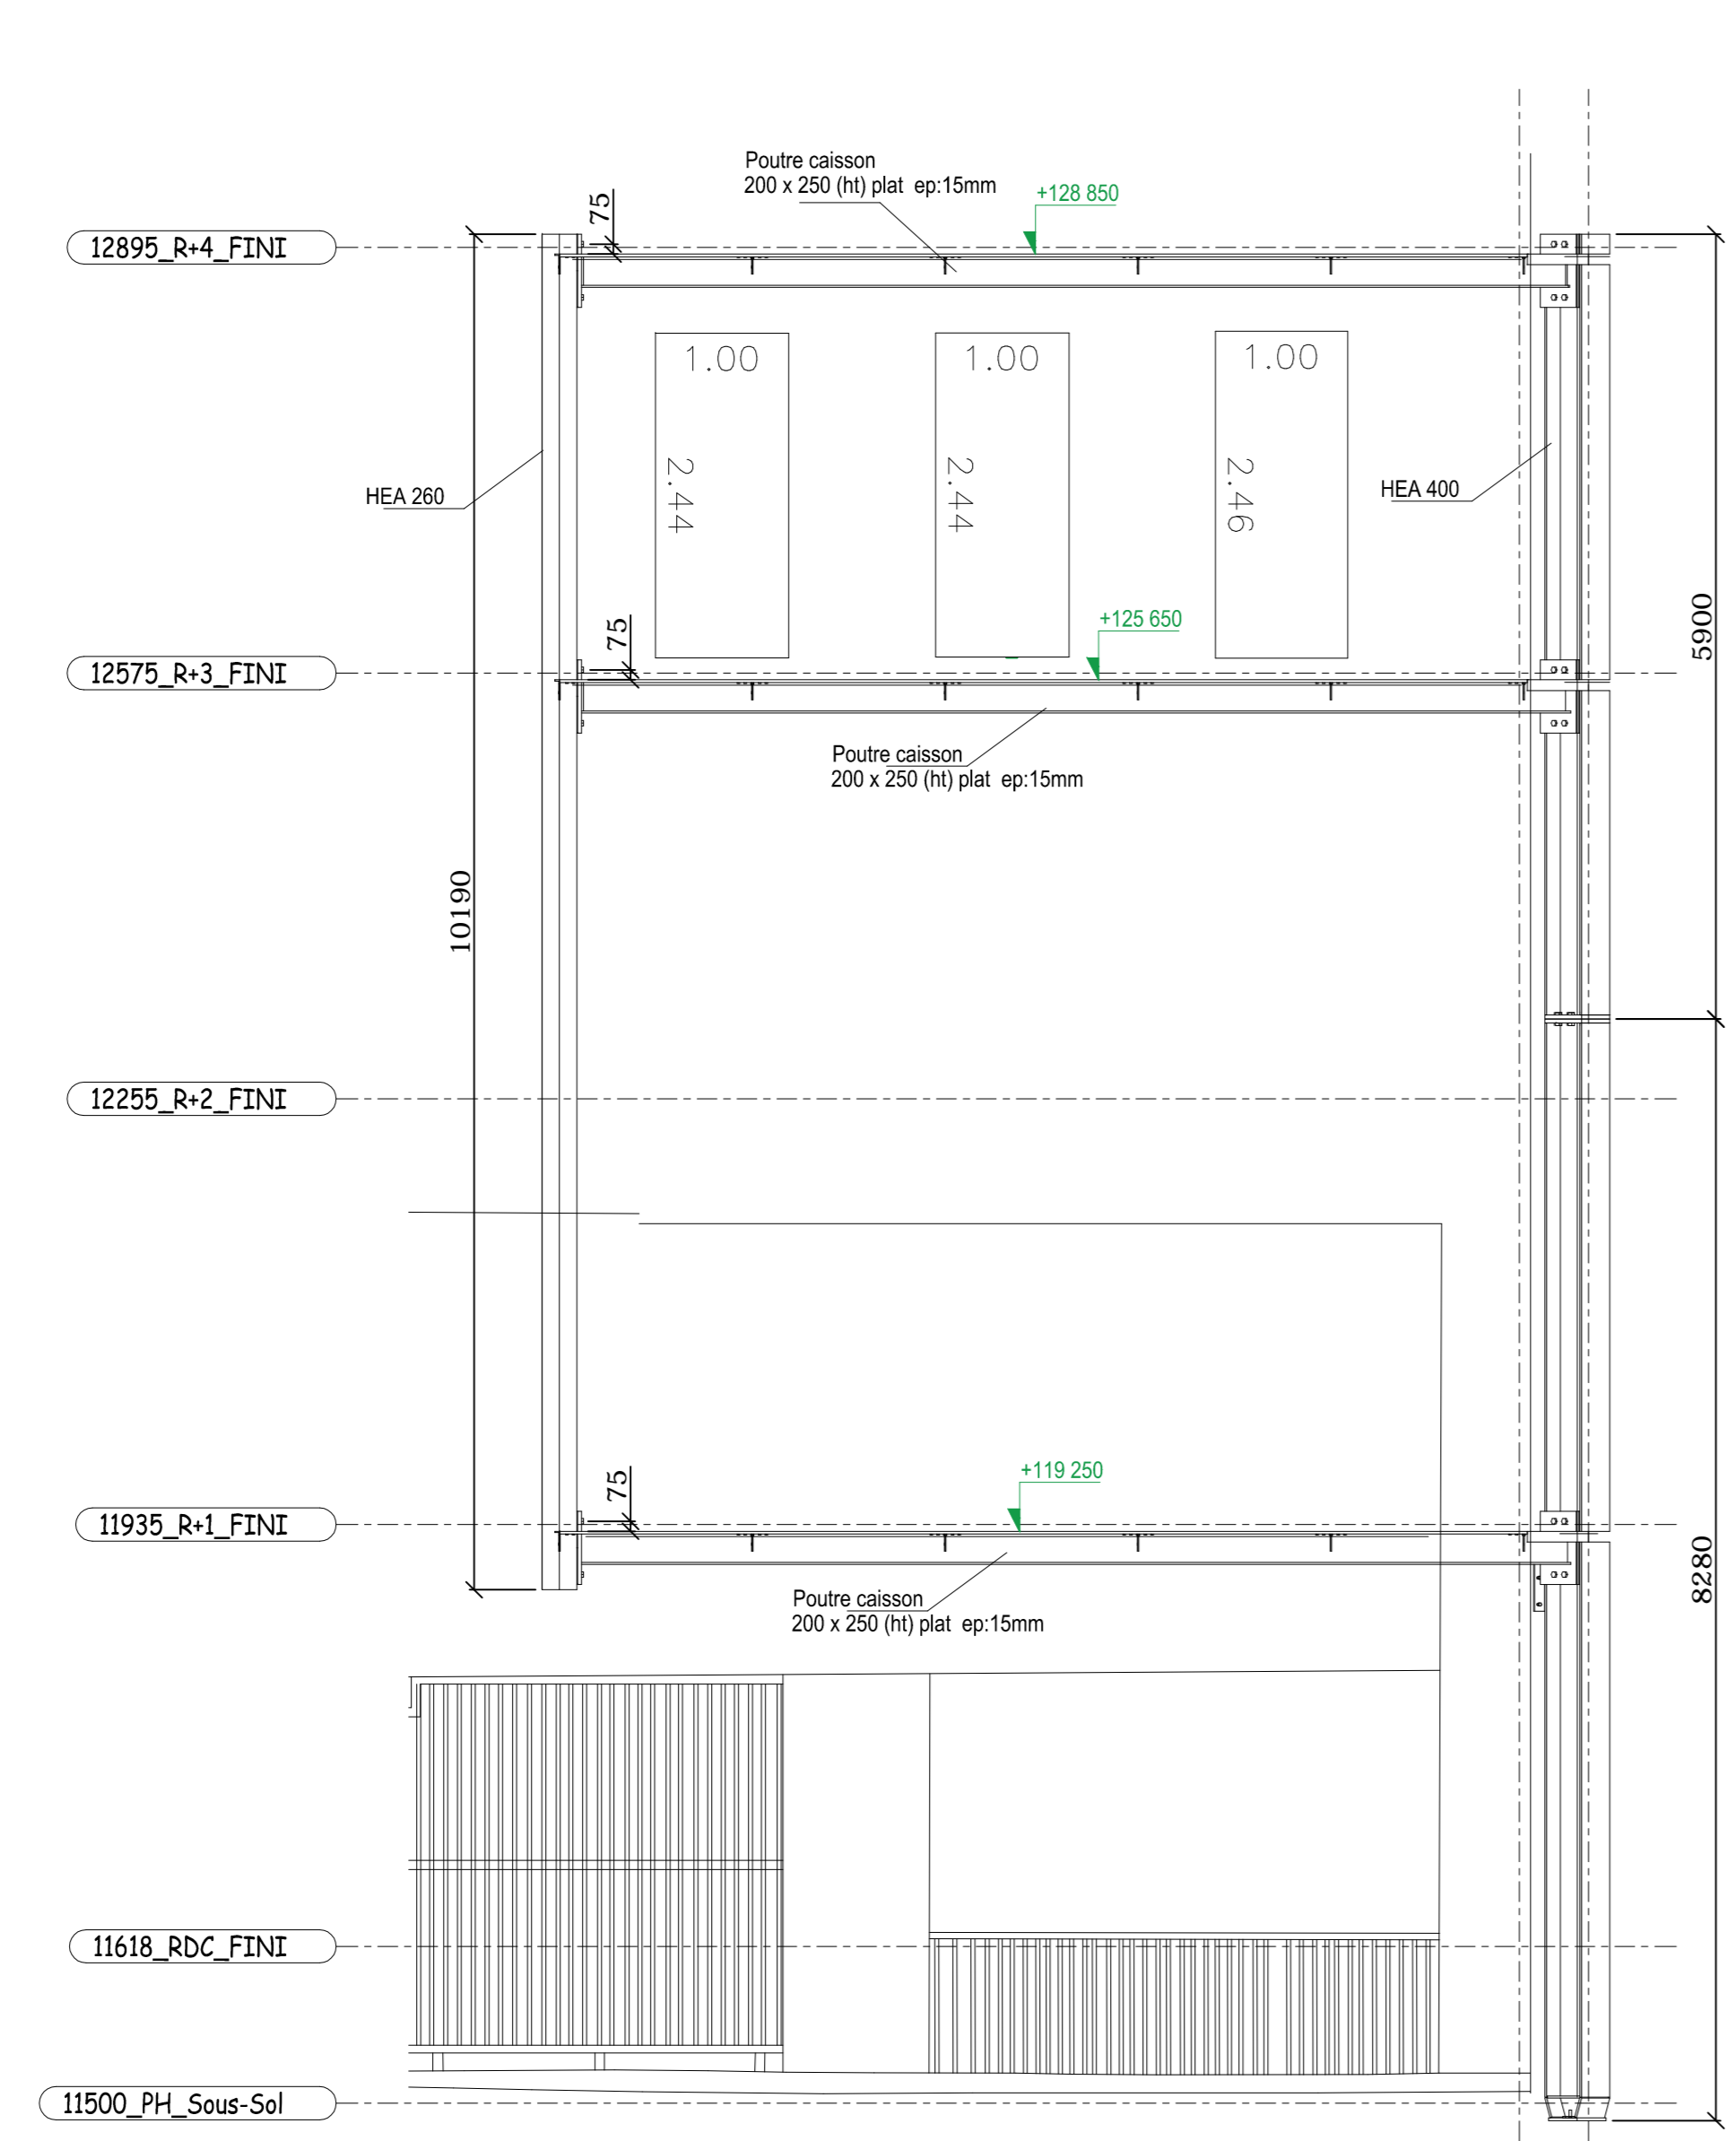 Poutre caisson
200 x 250 (ht) plat ep:15mm
+128 850
75
12895_R+4_FINI
1.00
1.00
1.00
2.44
2.44
2.46
HEA 260
HEA 400
5900
+125 650
75
12575_R+3_FINI
Poutre caisson
200 x 250 (ht) plat ep:15mm
10190
12255_R+2_FINI
+119 250
75
11935_R+1_FINI
8280
Poutre caisson
200 x 250 (ht) plat ep:15mm
11618_RDC_FINI
11500_PH_Sous-Sol